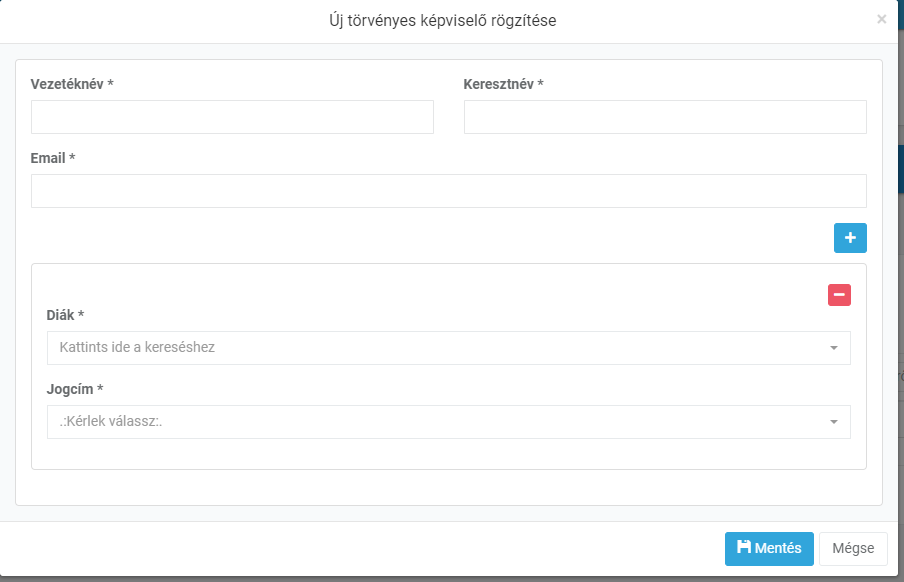 Új törvényes képviselő rögzítése
×
Vezetéknév *
Keresztnév *
Email *
+
Diák *
Kattints ide a kereséshez
Jogcím *
.:Kérlek válassz:.
Mentés
Mégse